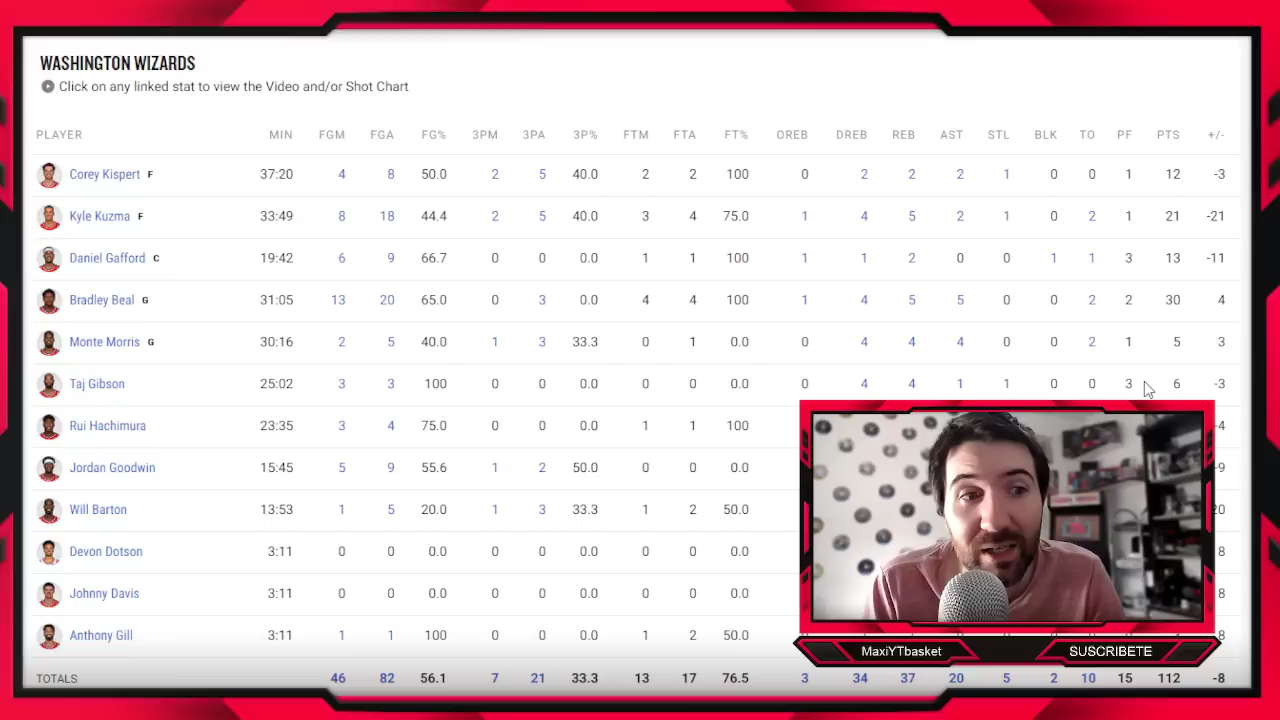 WASHINGTON WIZARDS
Click on any linked stat to view the Video and/or Shot Chart
PLAYER MIN FGM FGA FG% 3PM 3PA 3P% FTM FTA FT% OREB DREB REB AST STL BLK TO PF PTS +/-
Corey Kispert F 37:20 4 8 50.0 2 5 40.0 2 2 100 0 2 2 2 1 0 0 1 12 -3
Kyle Kuzma F 33:49 8 18 44.4 2 5 40.0 3 4 75.0 1 4 5 2 1 0 2 1 21 -21
Daniel Gafford C 19:42 6 9 66.7 0 0 0.0 1 1 100 1 1 2 0 0 1 1 3 13 -11
Bradley Beal G 31:05 13 20 65.0 0 3 0.0 4 4 100 1 4 5 5 0 0 2 2 30 4
Monte Morris G 30:16 2 5 40.0 1 3 33.3 0 1 0.0 0 4 4 4 0 0 2 1 5 3
Taj Gibson 25:02 3 3 100 0 0 0.0 0 0 0.0 0 4 4 1 1 0 0 3 6 -3
Rui Hachimura 23:35 3 4 75.0 0 0 0.0 1 1 100
Jordan Goodwin 15:45 5 9 55.6 1 2 50.0 0 0 0.0
Will Barton 13:53 1 5 20.0 1 3 33.3 1 2 50.0
Devon Dotson 3:11 0 0 0.0 0 0 0.0 0 0 0.0 8
Johnny Davis 3:11 0 0 0.0 0 0 0.0 0 0 0.0 8
Anthony Gill 3:11 1 1 100 0 0 0.0 1 2 50.0 8
MaxiYTbasket SUSCRIBETE
TOTALS 46 82 56.1 7 21 33.3 13 17 76.5 3 34 37 20 5 2 10 15 112 -8